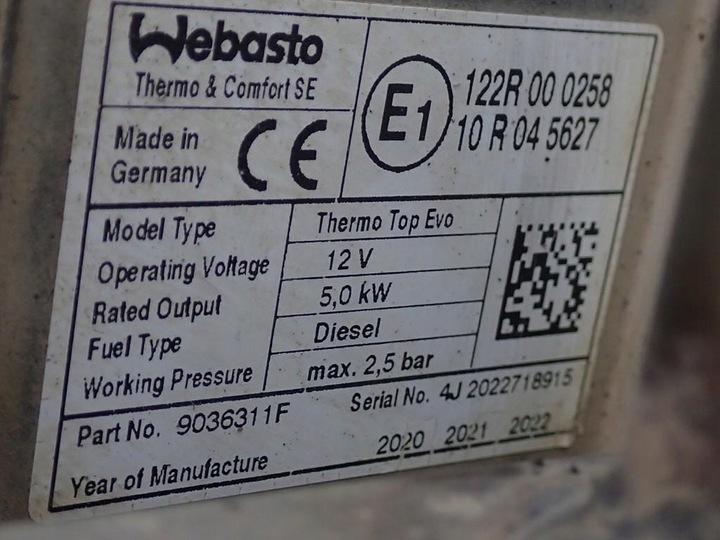 Webasto
Thermo & Comfort SE
Made in
Germany
CE
E1
122R 00 0258
10 R 04 5627
Model Type Thermo Top Evo
Operating Voltage 12 V
Rated Output 5,0 kW
Fuel Type Diesel
Working Pressure max. 2,5 bar
Part No. 9036311F Serial No. 4J 2022718915
Year of Manufacture 2020 2021 2022